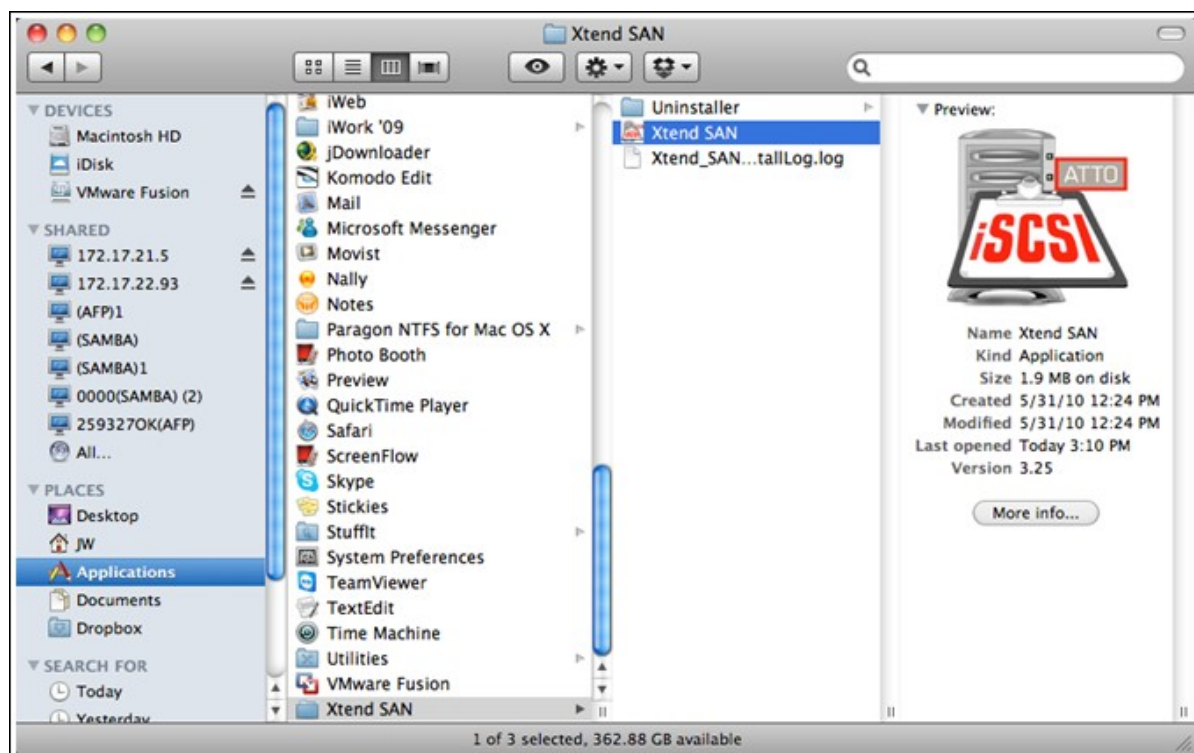 Xtend SAN
DEVICES
Macintosh HD
iDisk
VMware Fusion
SHARED
172.17.21.5
172.17.22.93
(AFP)1
(SAMBA)
(SAMBA)1
0000(SAMBA) (2)
259327OK(AFP)
All...
PLACES
Desktop
JW
Applications
Documents
Dropbox
SEARCH FOR
Today
Yesterday
iWeb
iWork '09
jDownloader
Komodo Edit
Mail
Microsoft Messenger
Movist
Nally
Notes
Paragon NTFS for Mac OS X
Photo Booth
Preview
QuickTime Player
Safari
ScreenFlow
Skype
Stickies
StuffIt
System Preferences
TeamViewer
TextEdit
Time Machine
Utilities
VMware Fusion
Xtend SAN
Uninstaller
Xtend SAN
Xtend_SAN...tallLog.log
Preview:
ATTO
iSCSI
Name Xtend SAN
Kind Application
Size 1.9 MB on disk
Created 5/31/10 12:24 PM
Modified 5/31/10 12:24 PM
Last opened Today 3:10 PM
Version 3.25
More info...
1 of 3 selected, 362.88 GB available